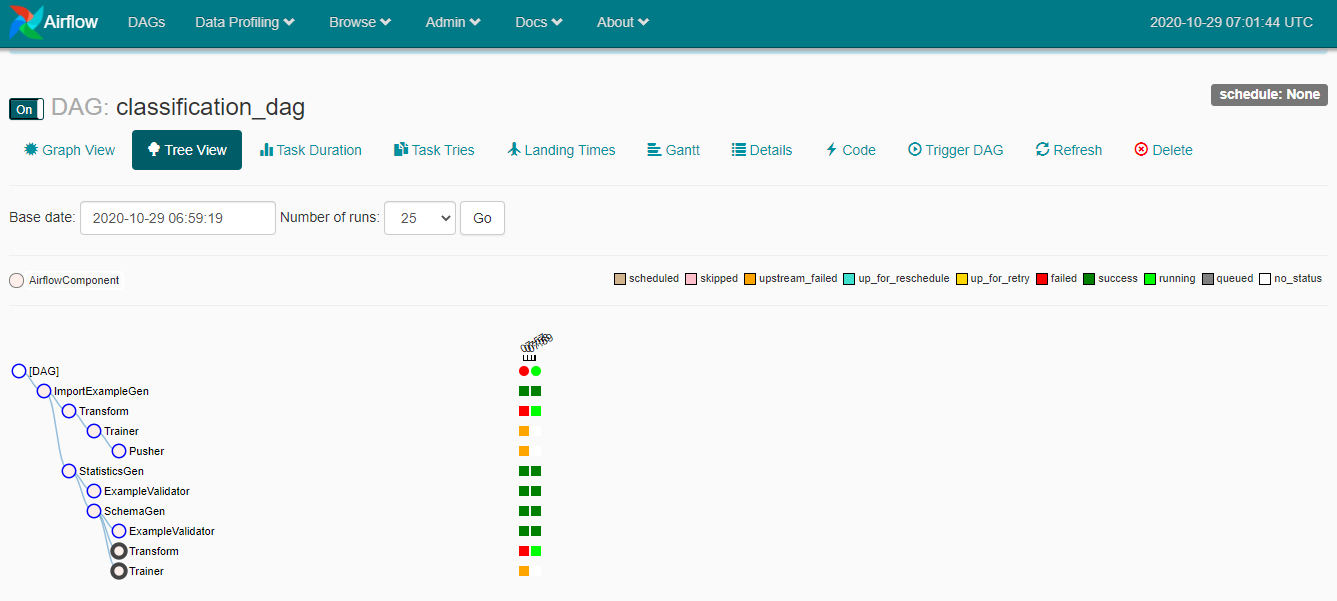 Airflow DAGs Data Profiling Browse Admin Docs About 2020-10-29 07:01:44 UTC
schedule: None
On DAG: classification_dag
Graph View Tree View Task Duration Task Tries Landing Times Gantt Details Code Trigger DAG Refresh Delete
Base date: 2020-10-29 06:59:19 Number of runs: 25 Go
AirflowComponent scheduled skipped upstream_failed up_for_reschedule up_for_retry failed success running queued no_status
[DAG]
ImportExampleGen
Transform
Trainer
Pusher
StatisticsGen
ExampleValidator
SchemaGen
ExampleValidator
Transform
Trainer